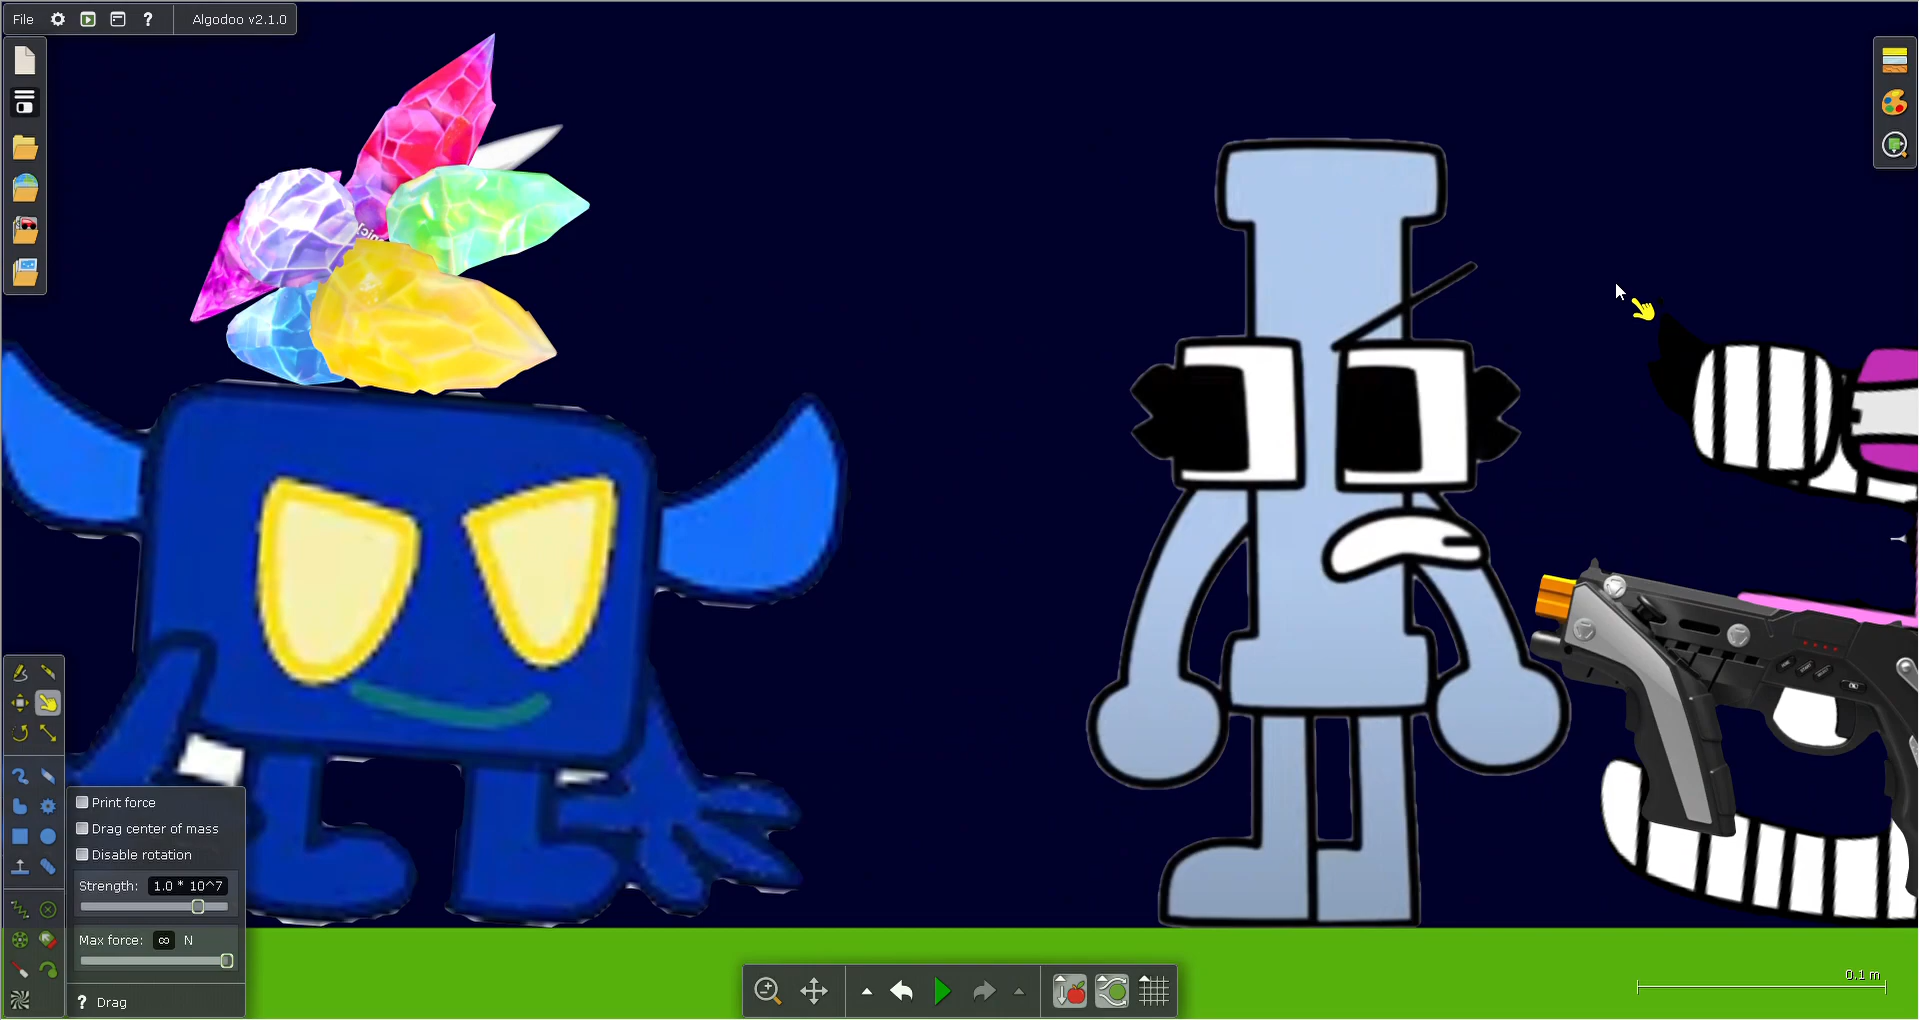 File ? Algodoo v2.1.0
Print force
Drag center of mass
Disable rotation
Strength: 1.0 * 10^7
Max force: ∞ N
? Drag
0.1 m